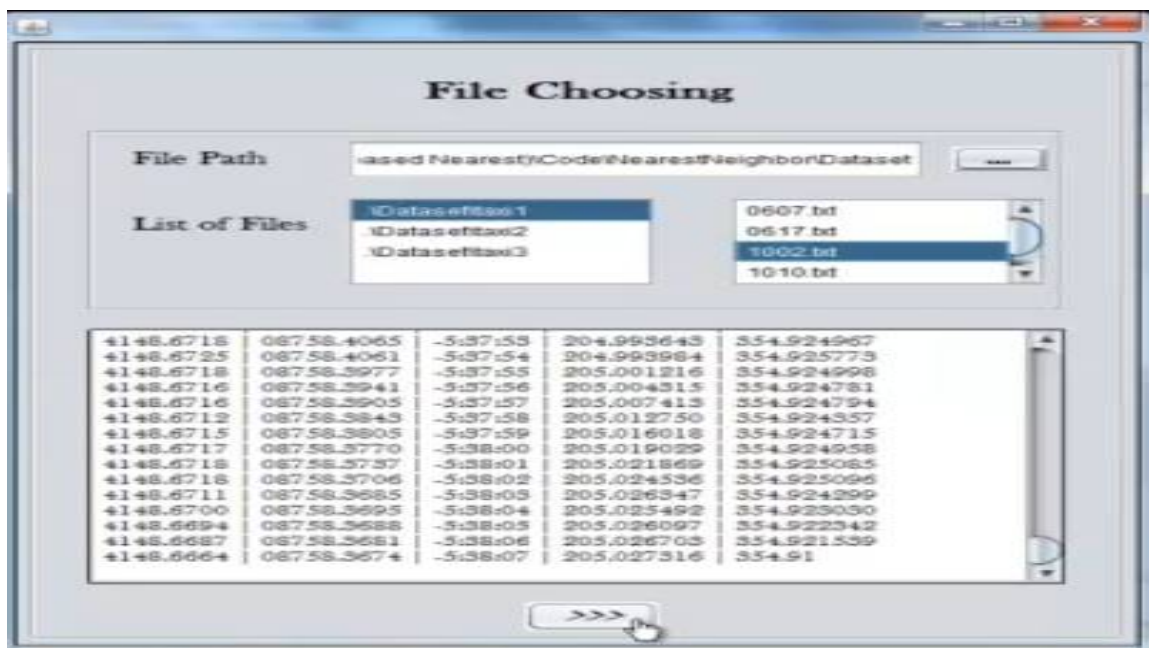 File Choosing
File Path ased Nearest)\Code\NearestNeighbor\Dataset ...
List of Files
.\Dataset\taxi1
.\Dataset\taxi2
.\Dataset\taxi3
0607.txt
0617.txt
1002.txt
1010.txt
4148.6718 | 08758.4065 | -5:37:53 | 204.993643 | 354.924967
4148.6725 | 08758.4061 | -5:37:54 | 204.993984 | 354.925773
4148.6718 | 08758.3977 | -5:37:55 | 205.001216 | 354.924998
4148.6716 | 08758.3941 | -5:37:56 | 205.004315 | 354.924781
4148.6716 | 08758.3905 | -5:37:57 | 205.007413 | 354.924794
4148.6712 | 08758.3843 | -5:37:58 | 205.012750 | 354.924357
4148.6715 | 08758.3805 | -5:37:59 | 205.016018 | 354.924715
4148.6717 | 08758.3770 | -5:38:00 | 205.019029 | 354.924958
4148.6718 | 08758.3737 | -5:38:01 | 205.021869 | 354.925085
4148.6718 | 08758.3706 | -5:38:02 | 205.024536 | 354.925096
4148.6711 | 08758.3685 | -5:38:03 | 205.026347 | 354.924299
4148.6700 | 08758.3695 | -5:38:04 | 205.025492 | 354.923030
4148.6694 | 08758.3688 | -5:38:05 | 205.026097 | 354.922342
4148.6687 | 08758.3681 | -5:38:06 | 205.026703 | 354.921539
4148.6664 | 08758.3674 | -5:38:07 | 205.027316 | 354.91
>>>